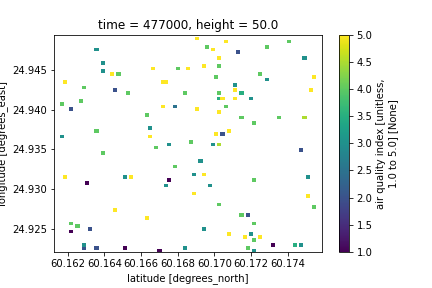 time = 477000, height = 50.0
24.945
24.940
24.935
24.930
24.925
longitude [degrees_east]
60.162 60.164 60.166 60.168 60.170 60.172 60.174
latitude [degrees_north]
5.0
4.5
4.0
3.5
3.0
2.5
2.0
1.5
1.0
air quality index [unitless,
1.0 to 5.0] [None]